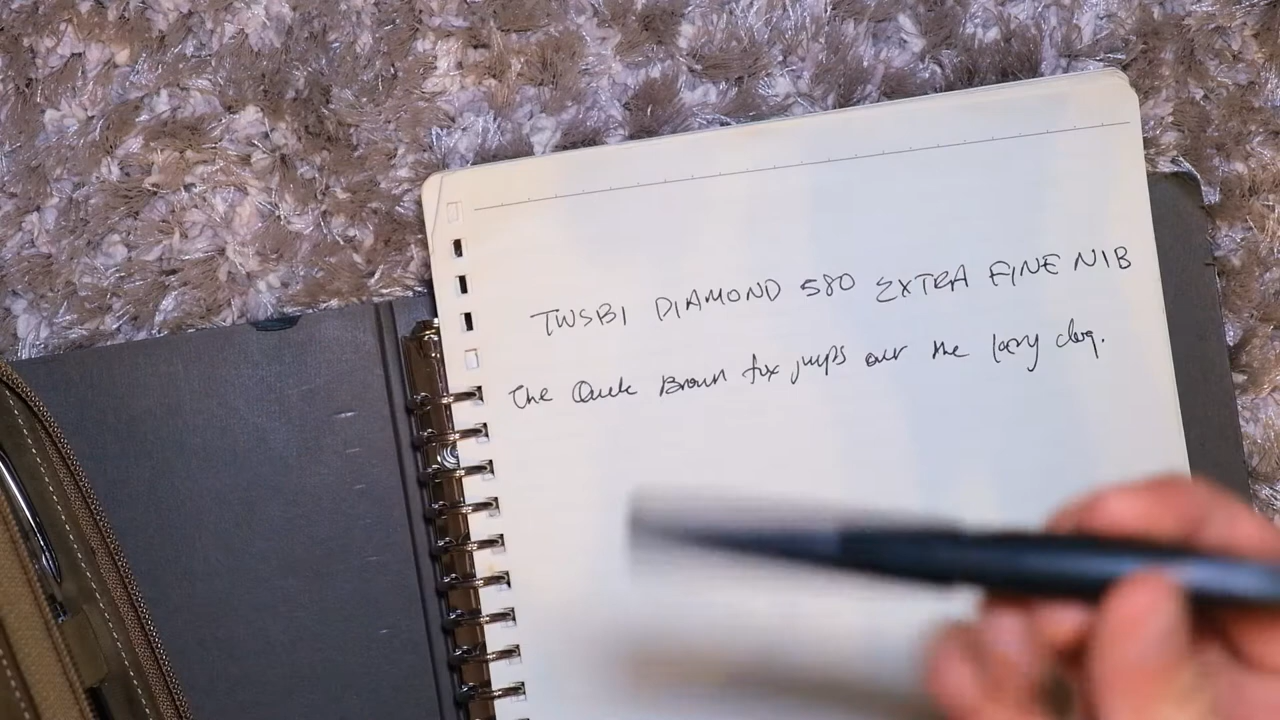 TWSBI DIAMOND 580 EXTRA FINE NIB
The Quick Brown fox jumps over the lazy dog.